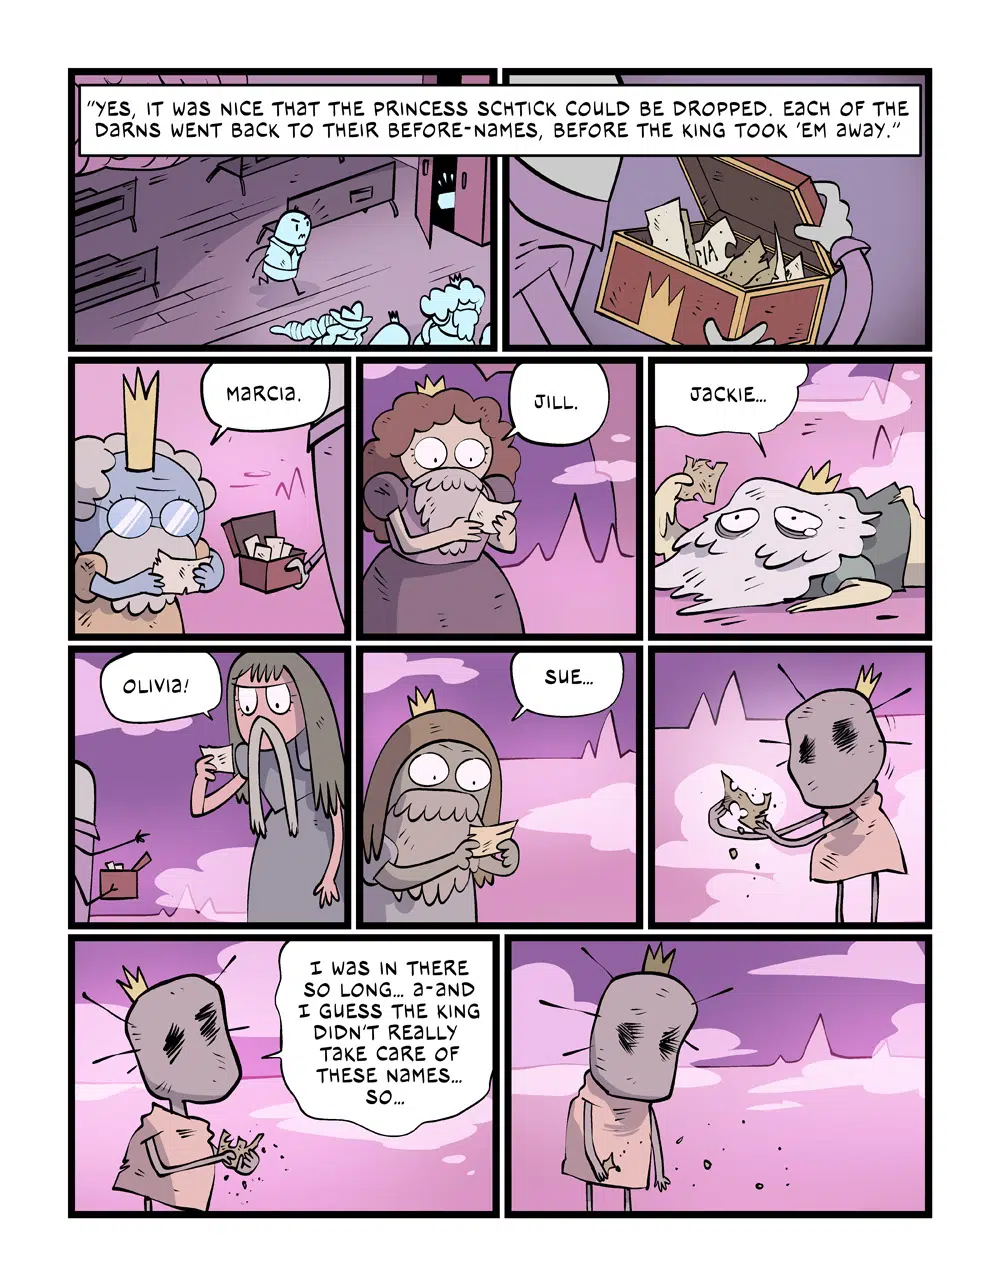 "YES, IT WAS NICE THAT THE PRINCESS SCHTICK COULD BE DROPPED. EACH OF THE
DARNS WENT BACK TO THEIR BEFORE-NAMES, BEFORE THE KING TOOK 'EM AWAY."
IA
MARCIA.
JILL.
JACKIE...
OLIVIA!
SUE...
I WAS IN THERE
SO LONG... A-AND
I GUESS THE KING
DIDN'T REALLY
TAKE CARE OF
THESE NAMES...
SO...